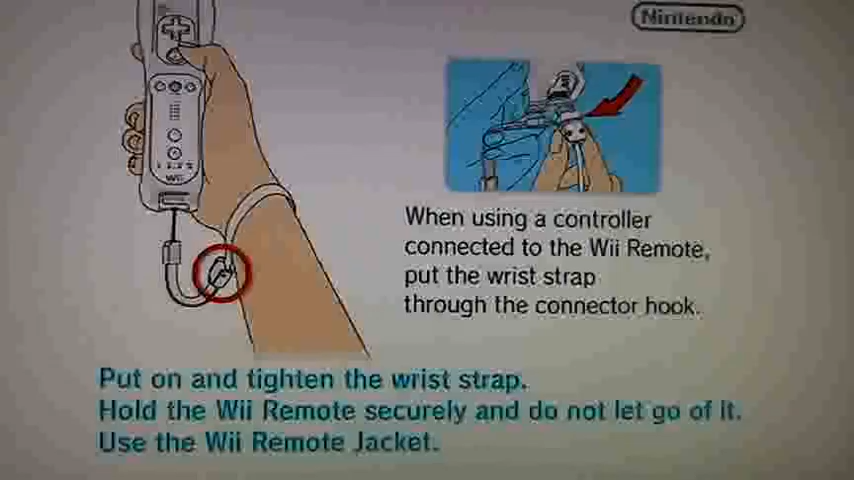 Nintendo
Wii
When using a controller
connected to the Wii Remote,
put the wrist strap
through the connector hook.
Put on and tighten the wrist strap.
Hold the Wii Remote securely and do not let go of it.
Use the Wii Remote Jacket.